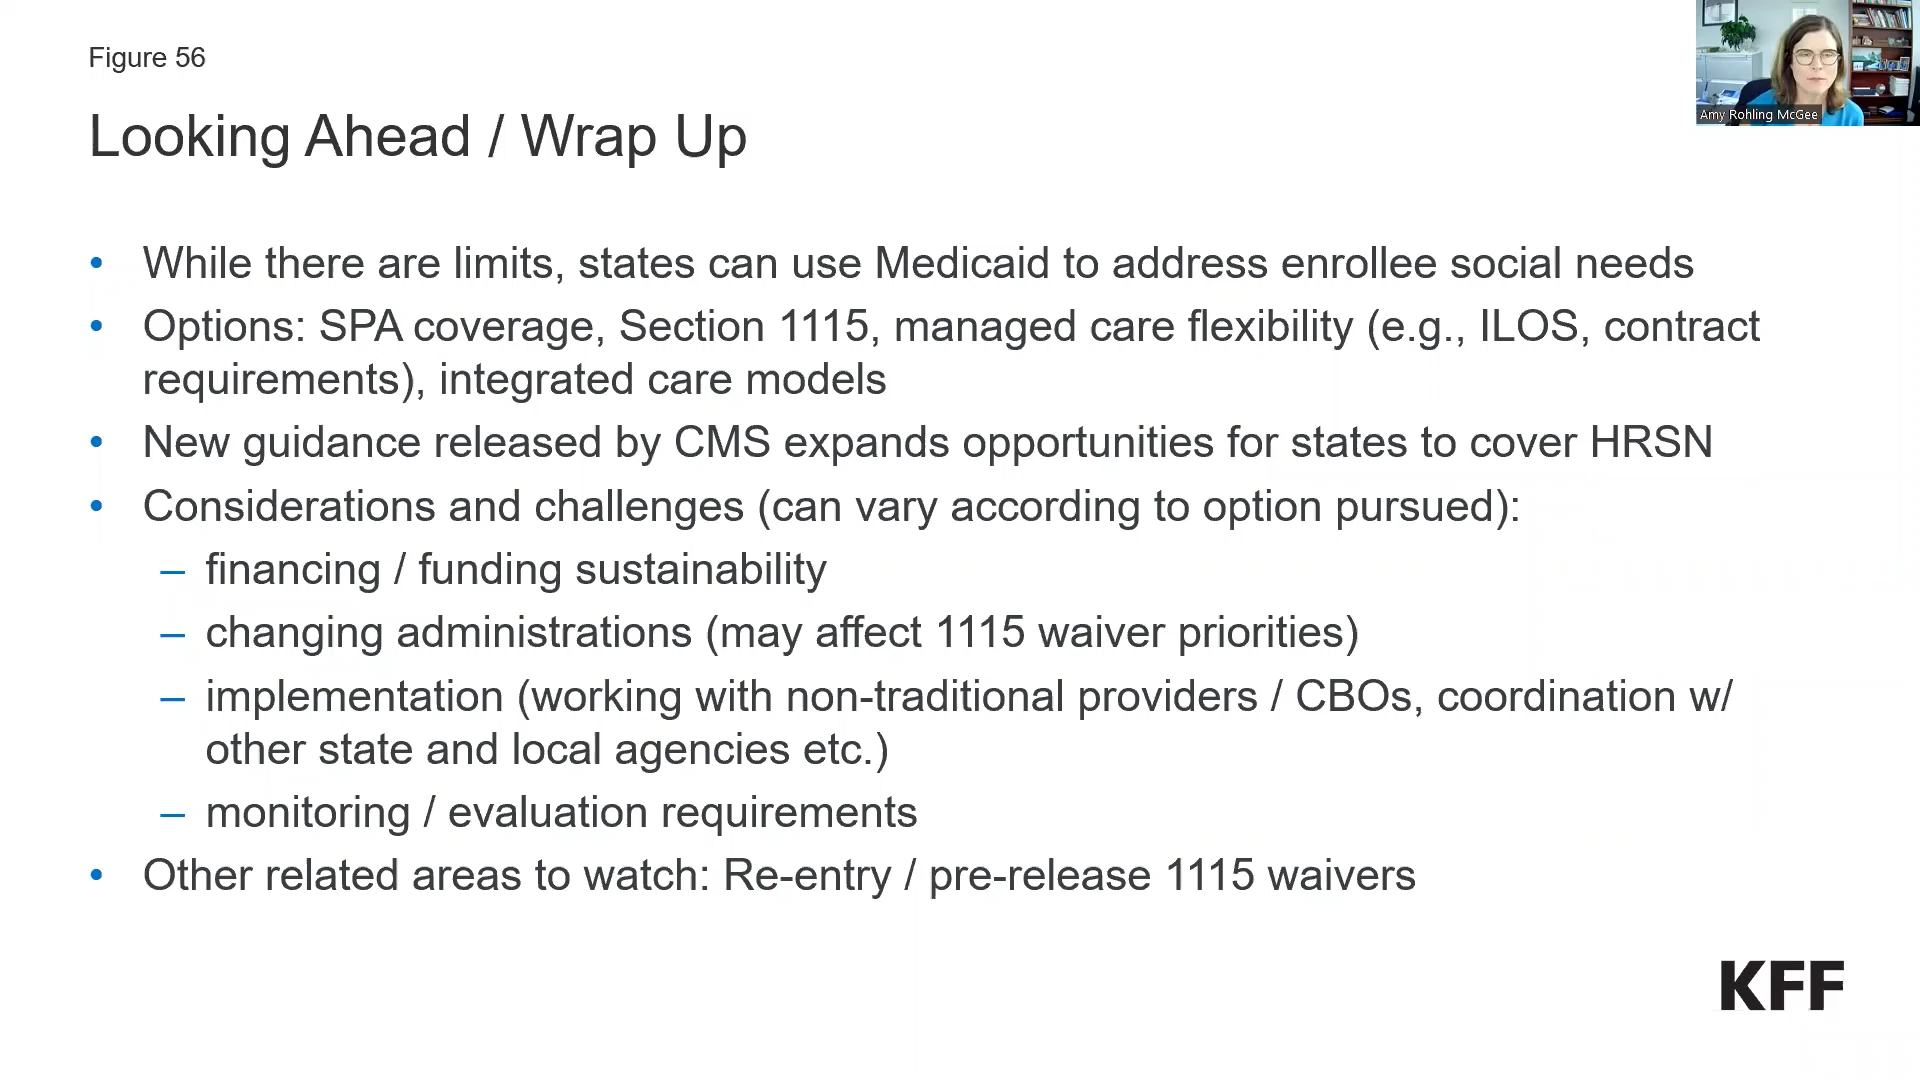 Figure 56
Amy Rohling McGee
Looking Ahead / Wrap Up
• While there are limits, states can use Medicaid to address enrollee social needs
• Options: SPA coverage, Section 1115, managed care flexibility (e.g., ILOS, contract
requirements), integrated care models
• New guidance released by CMS expands opportunities for states to cover HRSN
• Considerations and challenges (can vary according to option pursued):
– financing / funding sustainability
– changing administrations (may affect 1115 waiver priorities)
– implementation (working with non-traditional providers / CBOs, coordination w/
other state and local agencies etc.)
– monitoring / evaluation requirements
• Other related areas to watch: Re-entry / pre-release 1115 waivers
KFF